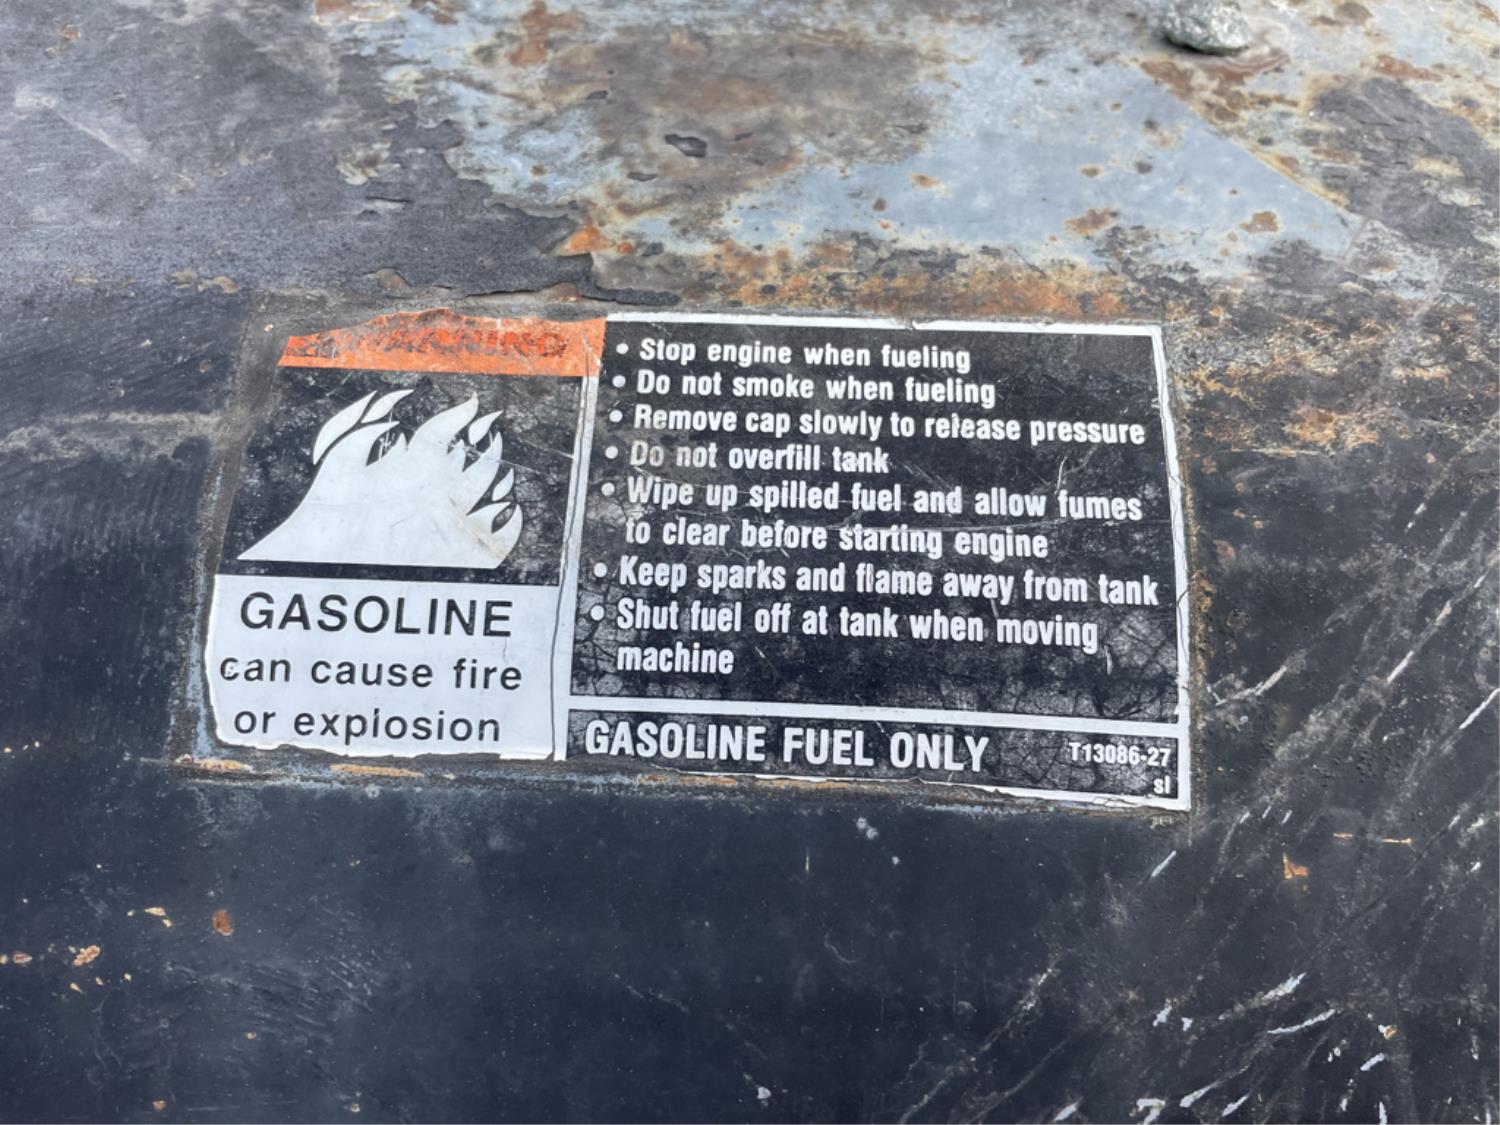 WARNING
GASOLINE
can cause fire
or explosion
• Stop engine when fueling
• Do not smoke when fueling
• Remove cap slowly to release pressure
• Do not overfill tank
• Wipe up spilled fuel and allow fumes
to clear before starting engine
• Keep sparks and flame away from tank
• Shut fuel off at tank when moving
machine
GASOLINE FUEL ONLY
T13086-27
sl